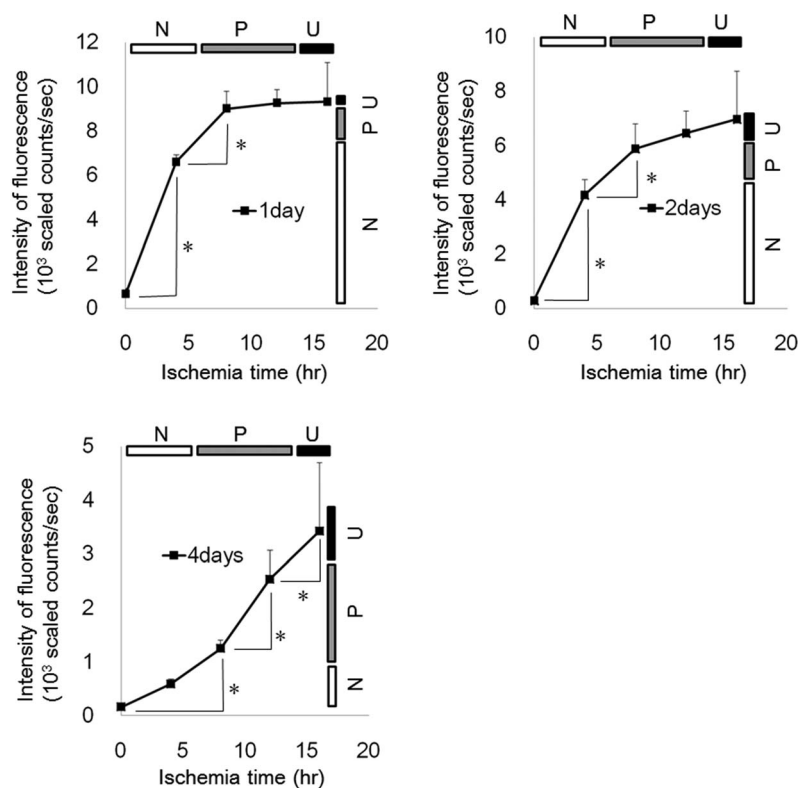 N P U
12
10
8
6
4
2
0
Intensity of fluorescence
(10³ scaled counts/sec)
1day
*
*
U
P
N
0 5 10 15 20
Ischemia time (hr)
N P U
10
8
6
4
2
0
Intensity of fluorescence
(10³ scaled counts/sec)
2days
*
*
U
P
N
0 5 10 15 20
Ischemia time (hr)
N P U
5
4
3
2
1
0
Intensity of fluorescence
(10³ scaled counts/sec)
4days
*
*
*
U
P
N
0 5 10 15 20
Ischemia time (hr)